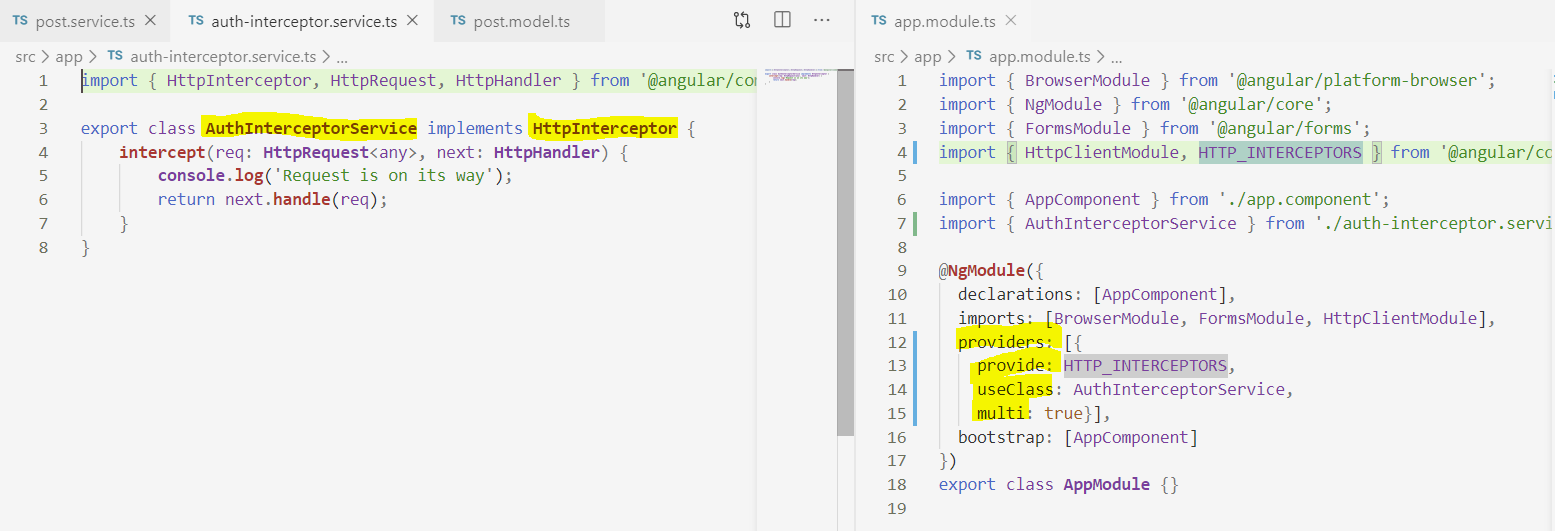 TS post.service.ts ×
TS auth-interceptor.service.ts ×
TS post.model.ts
src > app > TS auth-interceptor.service.ts > ...
1 import { HttpInterceptor, HttpRequest, HttpHandler } from '@angular/co
2
3 export class AuthInterceptorService implements HttpInterceptor {
4 intercept(req: HttpRequest<any>, next: HttpHandler) {
5 console.log('Request is on its way');
6 return next.handle(req);
7 }
8 }
TS app.module.ts ×
src > app > TS app.module.ts > ...
1 import { BrowserModule } from '@angular/platform-browser';
2 import { NgModule } from '@angular/core';
3 import { FormsModule } from '@angular/forms';
4 import { HttpClientModule, HTTP_INTERCEPTORS } from '@angular/co
5
6 import { AppComponent } from './app.component';
7 import { AuthInterceptorService } from './auth-interceptor.servi
8
9 @NgModule({
10 declarations: [AppComponent],
11 imports: [BrowserModule, FormsModule, HttpClientModule],
12 providers: [{
13 provide: HTTP_INTERCEPTORS,
14 useClass: AuthInterceptorService,
15 multi: true}],
16 bootstrap: [AppComponent]
17 })
18 export class AppModule {}
19